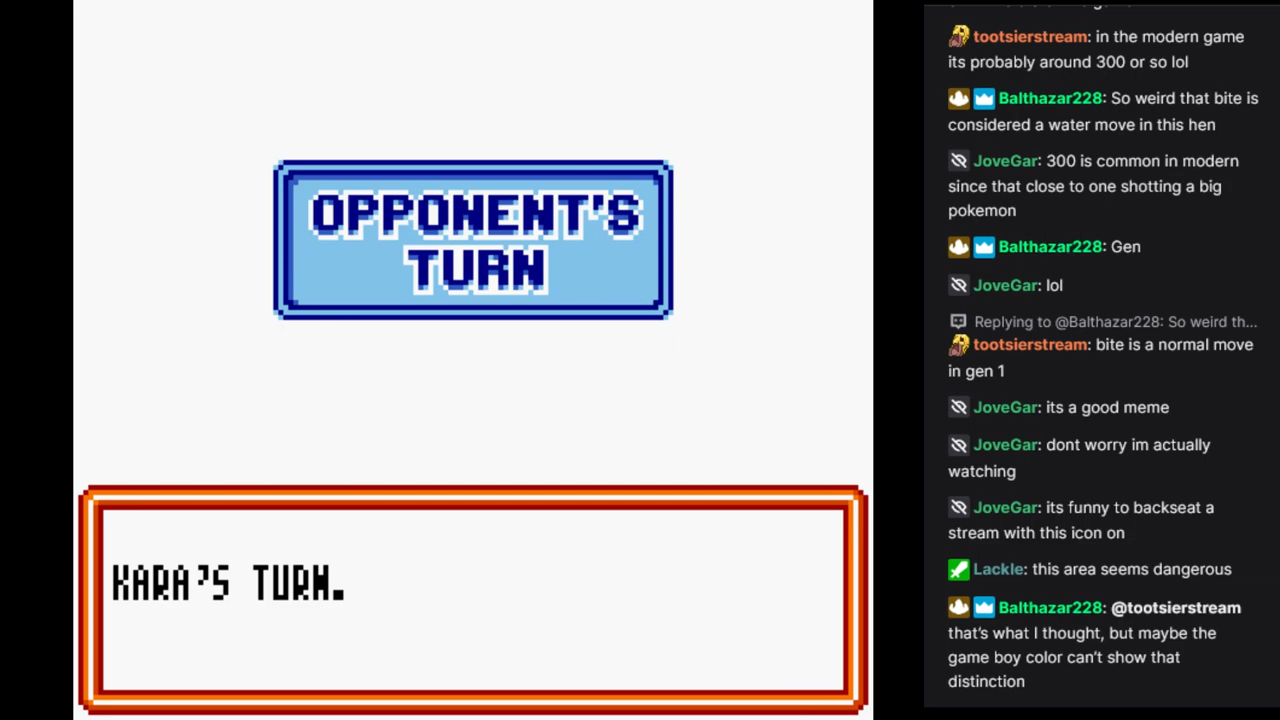 OPPONENT'S
TURN
KARA'S TURN.
tootsierstream: in the modern game
its probably around 300 or so lol
Balthazar228: So weird that bite is
considered a water move in this hen
JoveGar: 300 is common in modern
since that close to one shotting a big
pokemon
Balthazar228: Gen
JoveGar: lol
Replying to @Balthazar228: So weird th...
tootsierstream: bite is a normal move
in gen 1
JoveGar: its a good meme
JoveGar: dont worry im actually
watching
JoveGar: its funny to backseat a
stream with this icon on
Lackle: this area seems dangerous
Balthazar228: @tootsierstream
that's what I thought, but maybe the
game boy color can't show that
distinction